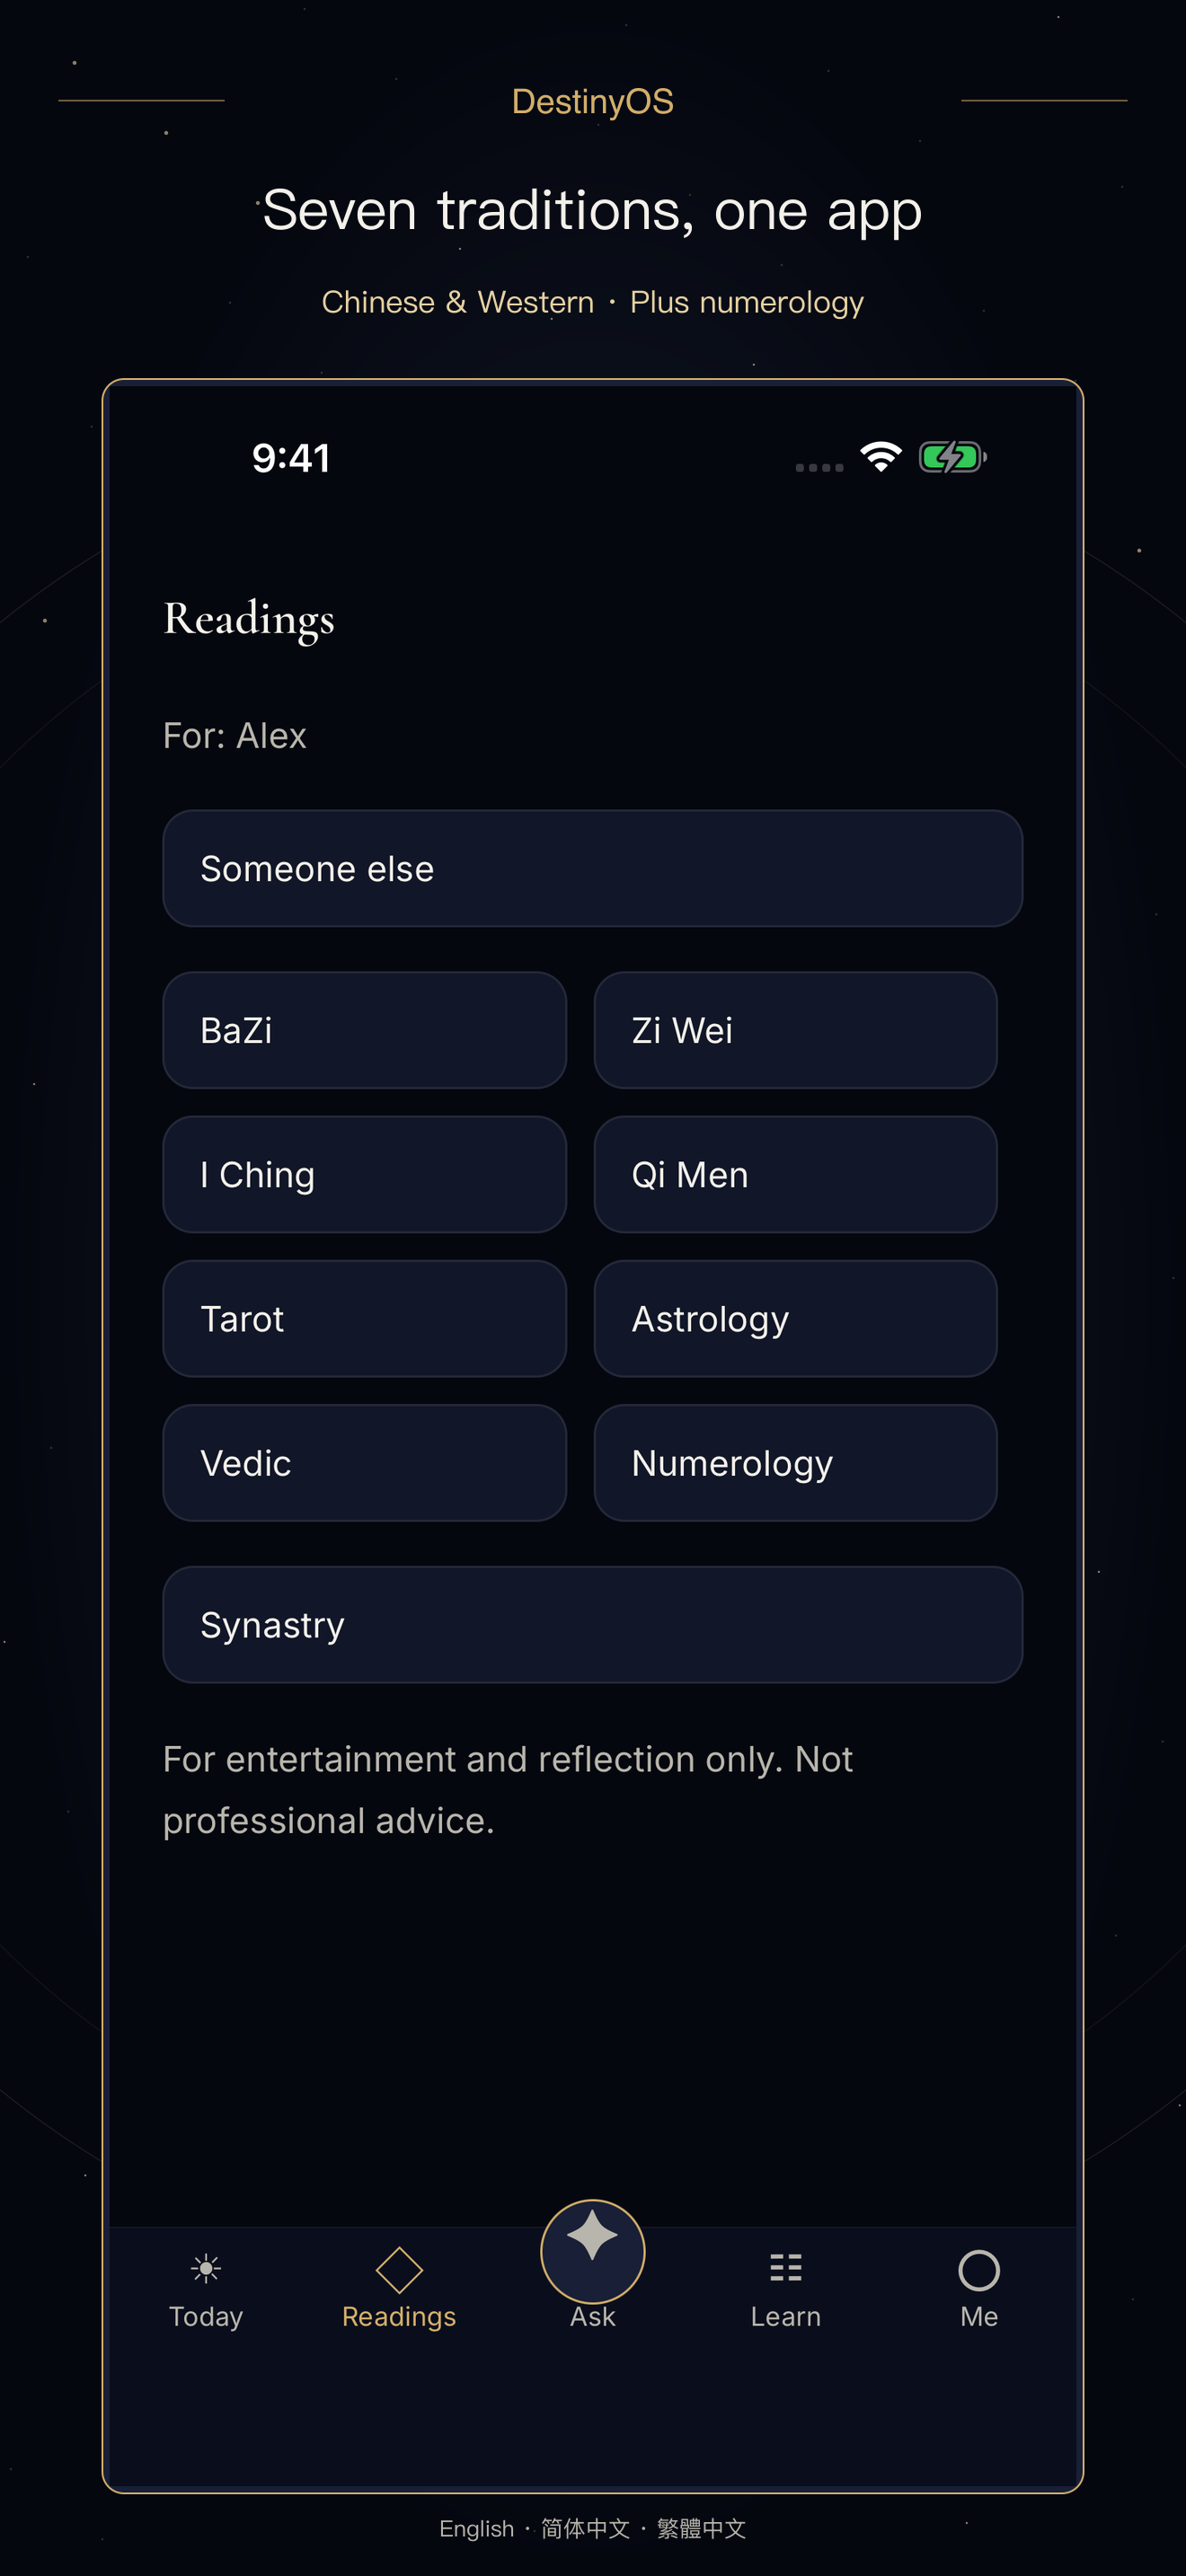 DestinyOS
Seven traditions, one app
Chinese & Western · Plus numerology
9:41
Readings
For: Alex
Someone else
BaZi
Zi Wei
I Ching
Qi Men
Tarot
Astrology
Vedic
Numerology
Synastry
For entertainment and reflection only. Not
professional advice.
Today
Readings
Ask
Learn
Me
English · 简体中文 · 繁體中文